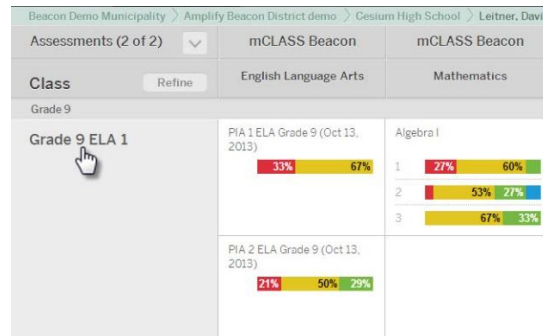 Beacon Demo Municipality > Amplify Beacon District demo > Cesium High School > Leitner, Davi
Assessments (2 of 2) mCLASS Beacon mCLASS Beacon
Class Refine English Language Arts Mathematics
Grade 9
Grade 9 ELA 1
PIA 1 ELA Grade 9 (Oct 13,
2013)
33% 67%
Algebra I
1 27% 60%
2 53% 27%
3 67% 33%
PIA 2 ELA Grade 9 (Oct 13,
2013)
21% 50% 29%